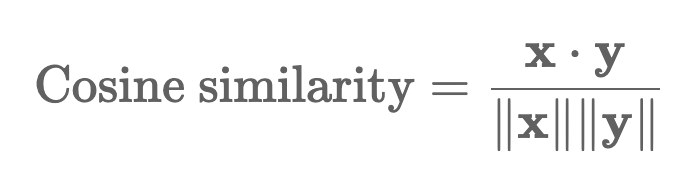 Cosine similarity = x · y / ‖x‖‖y‖